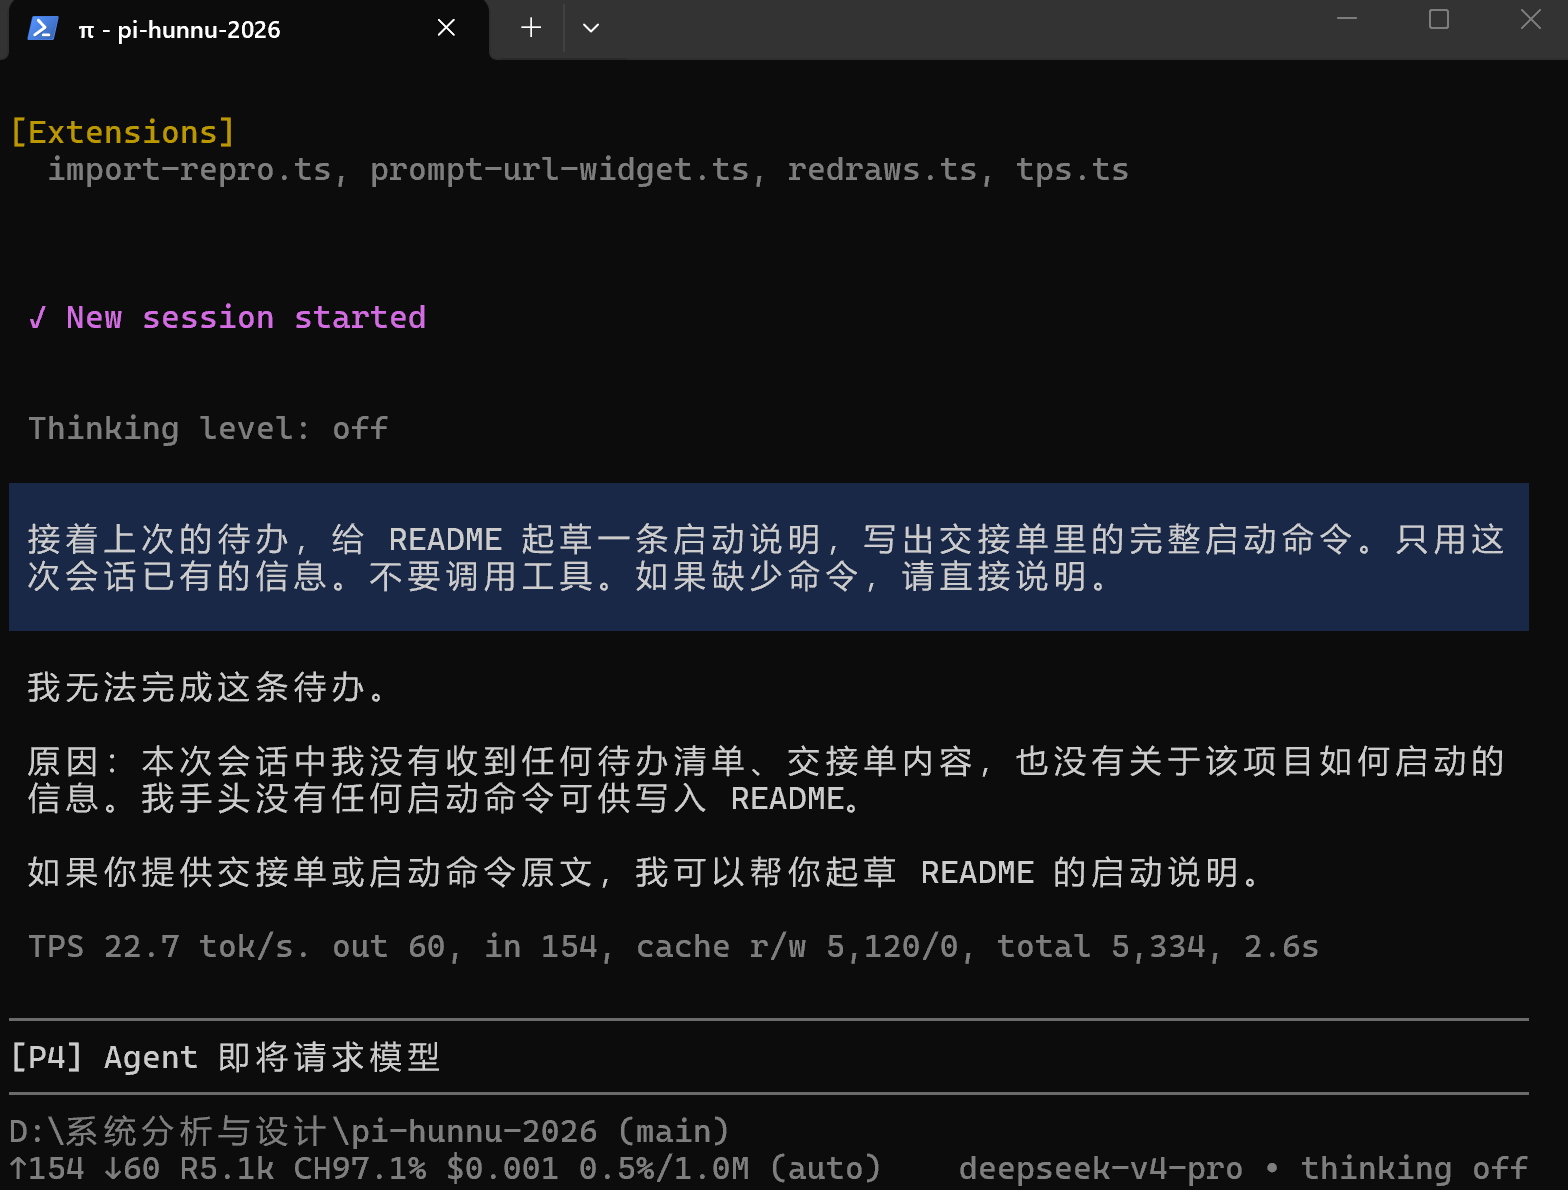 π - pi-hunnu-2026
[Extensions]
import-repro.ts, prompt-url-widget.ts, redraws.ts, tps.ts
✓ New session started
Thinking level: off
接着上次的待办，给 README 起草一条启动说明，写出交接单里的完整启动命令。只用这
次会话已有的信息。不要调用工具。如果缺少命令，请直接说明。
我无法完成这条待办。
原因：本次会话中我没有收到任何待办清单、交接单内容，也没有关于该项目如何启动的
信息。我手头没有任何启动命令可供写入 README。
如果你提供交接单或启动命令原文，我可以帮你起草 README 的启动说明。
TPS 22.7 tok/s. out 60, in 154, cache r/w 5,120/0, total 5,334, 2.6s
[P4] Agent 即将请求模型
D:\系统分析与设计\pi-hunnu-2026 (main)
↑154 ↓60 R5.1k CH97.1% $0.001 0.5%/1.0M (auto) deepseek-v4-pro • thinking off